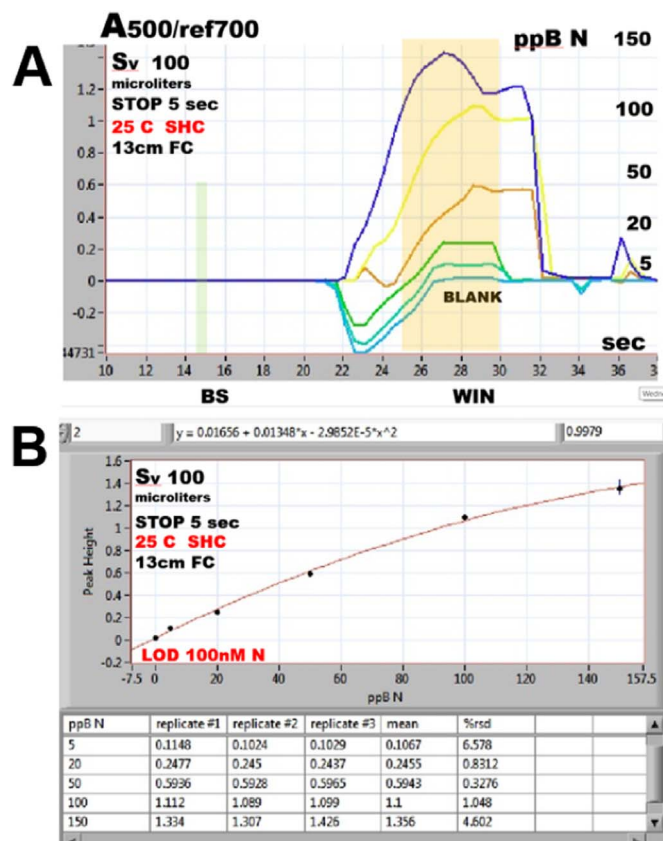 A
A500/ref700
ppB N
150
Sv 100
microliters
STOP 5 sec
25 C SHC
13cm FC
1.2
1
0.8
0.6
0.4
0.2
0
-0.2
100
50
20
5
BLANK
sec
10 12 14 16 18 20 22 24 26 28 30 32 34 36
BS
WIN
B
2
y = 0.01656 + 0.01348*x - 2.9852E-5*x^2
0.9979
Sv 100
microliters
STOP 5 sec
25 C SHC
13cm FC
Peak Height
1.6
1.4
1.2
1
0.8
0.6
0.4
0.2
0
-0.2
LOD 100nM N
-7.5 0 20 40 60 80 100 120 140 157.5
ppB N
ppB N replicate #1 replicate #2 replicate #3 mean %rsd
5 0.1148 0.1024 0.1029 0.1067 6.578
20 0.2477 0.245 0.2437 0.2455 0.8312
50 0.5936 0.5928 0.5965 0.5943 0.3276
100 1.112 1.089 1.099 1.1 1.048
150 1.334 1.307 1.426 1.356 4.602